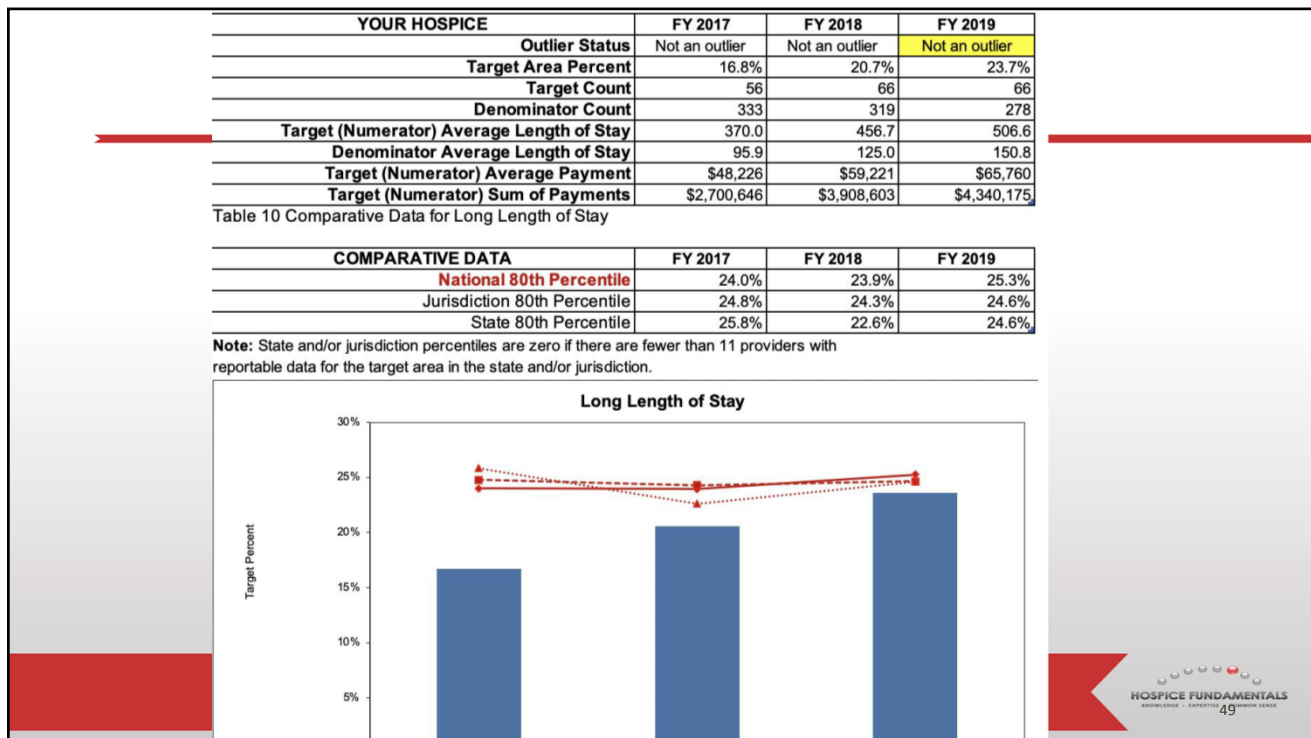 YOUR HOSPICE FY 2017 FY 2018 FY 2019
Outlier Status Not an outlier Not an outlier Not an outlier
Target Area Percent 16.8% 20.7% 23.7%
Target Count 56 66 66
Denominator Count 333 319 278
Target (Numerator) Average Length of Stay 370.0 456.7 506.6
Denominator Average Length of Stay 95.9 125.0 150.8
Target (Numerator) Average Payment $48,226 $59,221 $65,760
Target (Numerator) Sum of Payments $2,700,646 $3,908,603 $4,340,175
Table 10 Comparative Data for Long Length of Stay
COMPARATIVE DATA FY 2017 FY 2018 FY 2019
National 80th Percentile 24.0% 23.9% 25.3%
Jurisdiction 80th Percentile 24.8% 24.3% 24.6%
State 80th Percentile 25.8% 22.6% 24.6%
Note: State and/or jurisdiction percentiles are zero if there are fewer than 11 providers with
reportable data for the target area in the state and/or jurisdiction.
Long Length of Stay
30%
25%
20%
15%
10%
5%
Target Percent
HOSPICE FUNDAMENTALS
KNOWLEDGE • EXPERTISE • COMMON SENSE
49